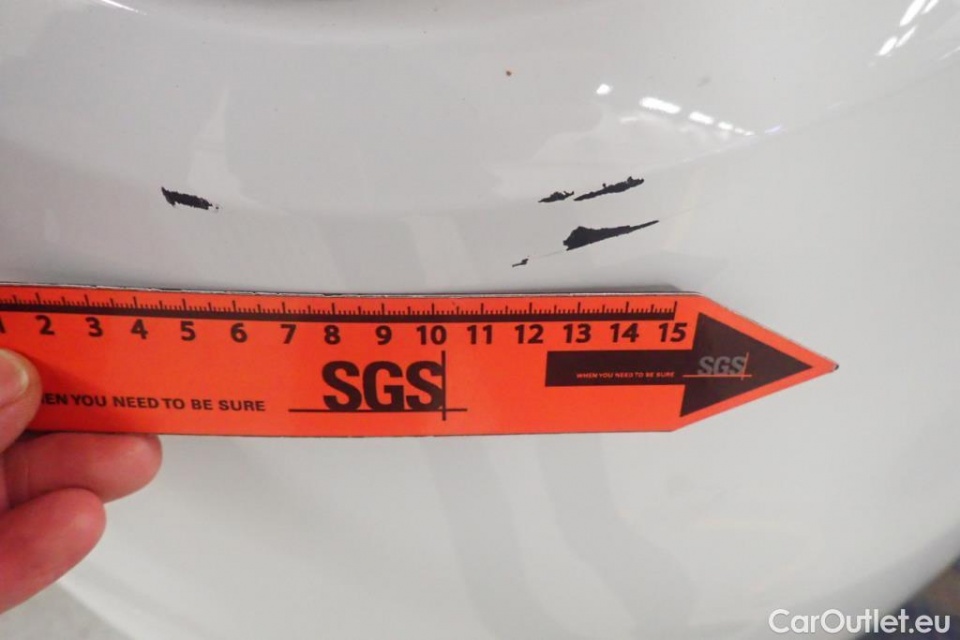 1 2 3 4 5 6 7 8 9 10 11 12 13 14 15
SGS
WHEN YOU NEED TO BE SURE
SGS
EN YOU NEED TO BE SURE
CarOutlet.eu